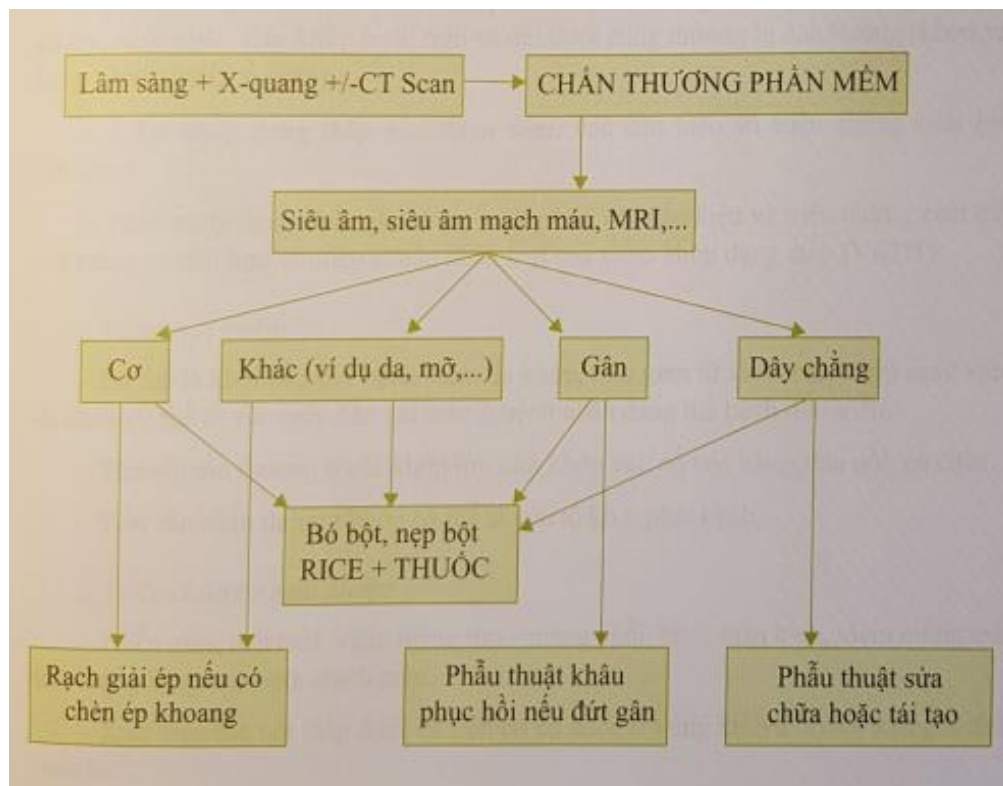 Lâm sàng + X-quang +/-CT Scan
CHẤN THƯƠNG PHẦN MỀM
Siêu âm, siêu âm mạch máu, MRI,...
Cơ
Khác (ví dụ da, mỡ,...)
Gân
Dây chằng
Bó bột, nẹp bột
RICE + THUỐC
Rạch giải ép nếu có
chèn ép khoang
Phẫu thuật khâu
phục hồi nếu đứt gân
Phẫu thuật sửa
chữa hoặc tái tạo